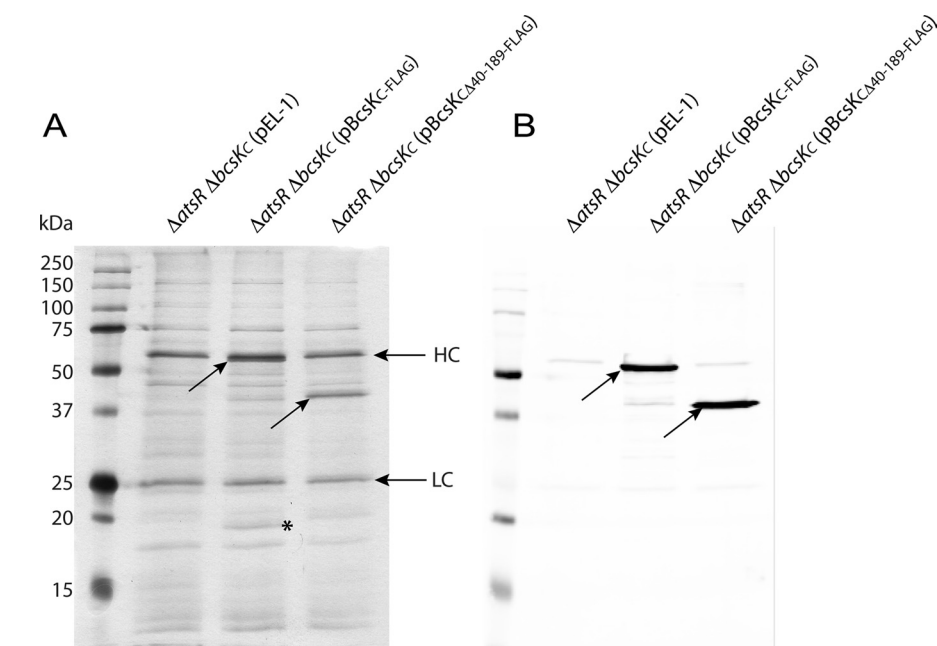 A
ΔatsR ΔbcsKC (pEL-1)
ΔatsR ΔbcsKC (pBcsKC-FLAG)
ΔatsR ΔbcsKC (pBcsKCΔ40-189-FLAG)
kDa
250
150
100
75
50
37
25
20
15
HC
LC
*
B
ΔatsR ΔbcsKC (pEL-1)
ΔatsR ΔbcsKC (pBcsKC-FLAG)
ΔatsR ΔbcsKC (pBcsKCΔ40-189-FLAG)